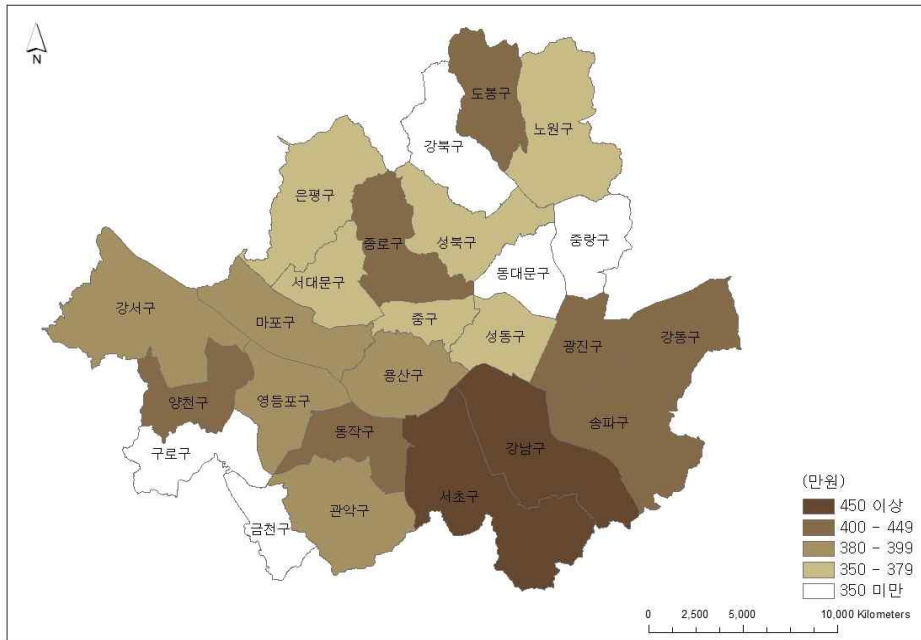 N
도봉구
노원구
강북구
은평구
종로구
성북구
중랑구
동대문구
서대문구
강서구
마포구
중구
성동구
광진구
강동구
용산구
양천구
영등포구
송파구
동작구
강남구
구로구
서초구
관악구
금천구
(만원)
450 이상
400 - 449
380 - 399
350 - 379
350 미만
0 2,500 5,000 10,000 Kilometers